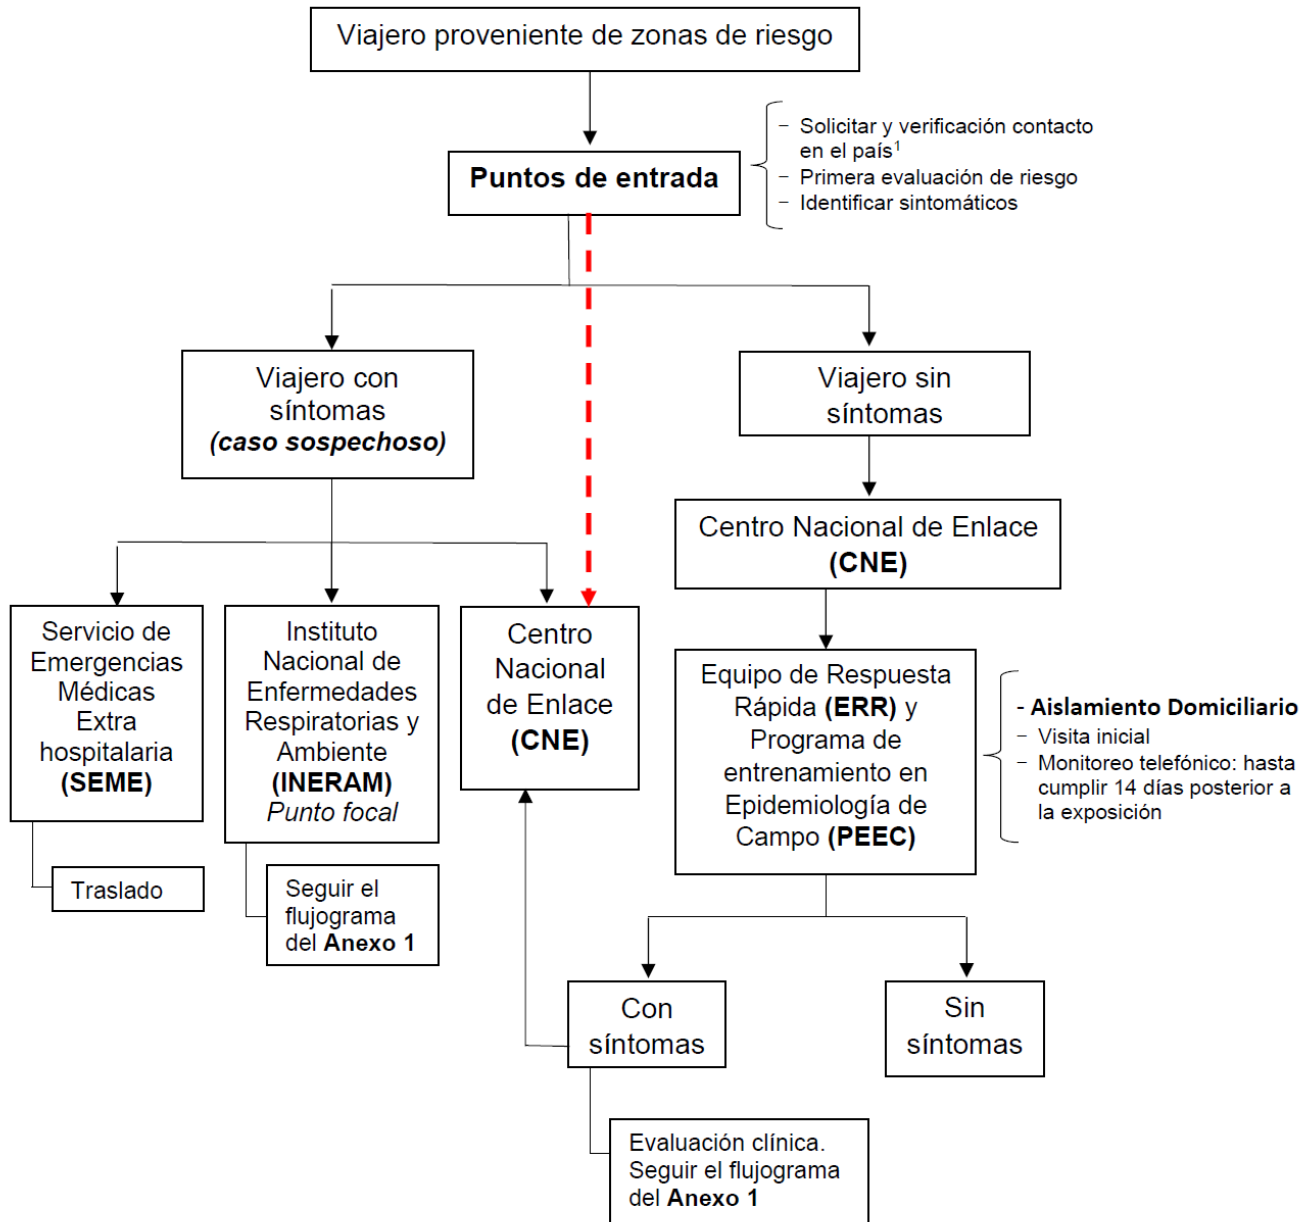 Viajero proveniente de zonas de riesgo
Puntos de entrada
- Solicitar y verificación contacto
en el país¹
- Primera evaluación de riesgo
- Identificar sintomáticos
Viajero con
síntomas
(caso sospechoso)
Viajero sin
síntomas
Centro Nacional de Enlace
(CNE)
Servicio de
Emergencias
Médicas
Extra
hospitalaria
(SEME)
Instituto
Nacional de
Enfermedades
Respiratorias y
Ambiente
(INERAM)
Punto focal
Centro
Nacional
de Enlace
(CNE)
Equipo de Respuesta
Rápida (ERR) y
Programa de
entrenamiento en
Epidemiología de
Campo (PEEC)
- Aislamiento Domiciliario
- Visita inicial
- Monitoreo telefónico: hasta
cumplir 14 días posterior a
la exposición
Traslado
Seguir el
flujograma
del Anexo 1
Con
síntomas
Sin
síntomas
Evaluación clínica.
Seguir el flujograma
del Anexo 1